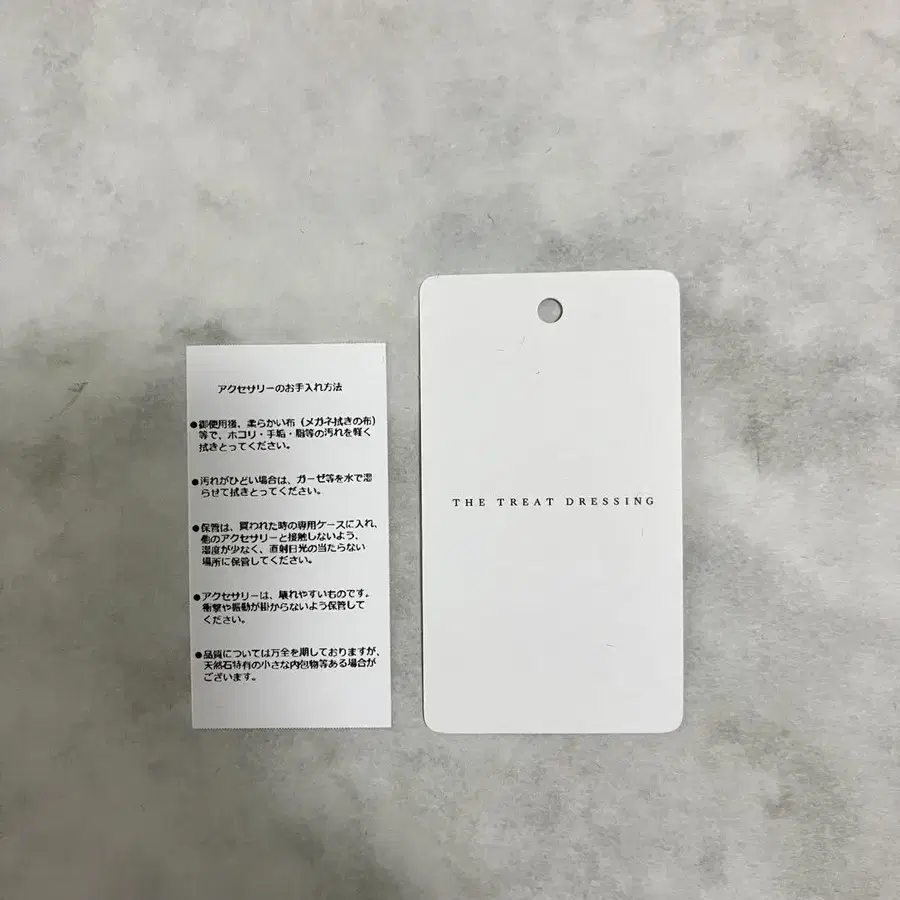 アクセサリーのお手入れ方法
●御使用後、柔らかい布（メガネ拭きの布）
等で、ホコリ・手垢・脂等の汚れを軽く
拭きとってください。
●汚れがひどい場合は、ガーゼ等を水で湿
らせて拭きとってください。
●保管は、買われた時の専用ケースに入れ、
他のアクセサリーと接触しないよう、
湿度が少なく、直射日光の当たらない
場所に保管してください。
●アクセサリーは、壊れやすいものです。
衝撃や振動が掛からないよう保管して
ください。
●品質については万全を期しておりますが、
天然石特有の小さな内包物等ある場合が
ございます。
THE TREAT DRESSING